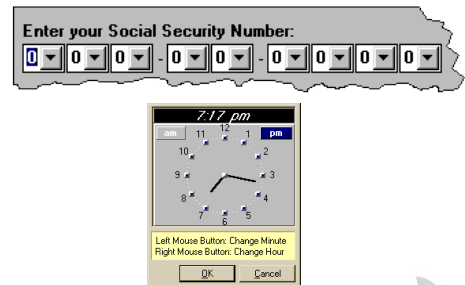 Enter your Social Security Number:
0 0 0 - 0 0 - 0 0 0 0
7:17 pm
am 11 12 1 pm
10 2
9 3
8 4
7 6 5
Left Mouse Button: Change Minute
Right Mouse Button: Change Hour
OK Cancel